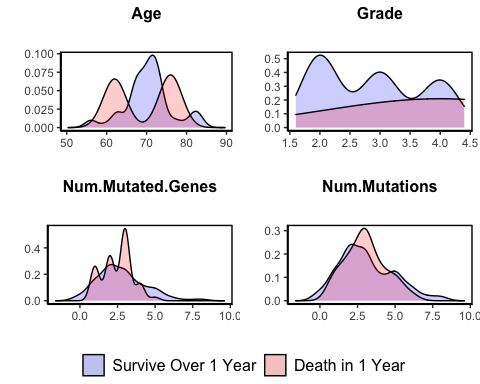 Age
0.100
0.075
0.050
0.025
0.000
50 60 70 80 90
Grade
0.5
0.4
0.3
0.2
0.1
0.0
1.5 2.0 2.5 3.0 3.5 4.0 4.5
Num.Mutated.Genes
0.4
0.2
0.0
0.0 2.5 5.0 7.5 10.0
Num.Mutations
0.3
0.2
0.1
0.0
0.0 2.5 5.0 7.5 10.0
Survive Over 1 Year Death in 1 Year